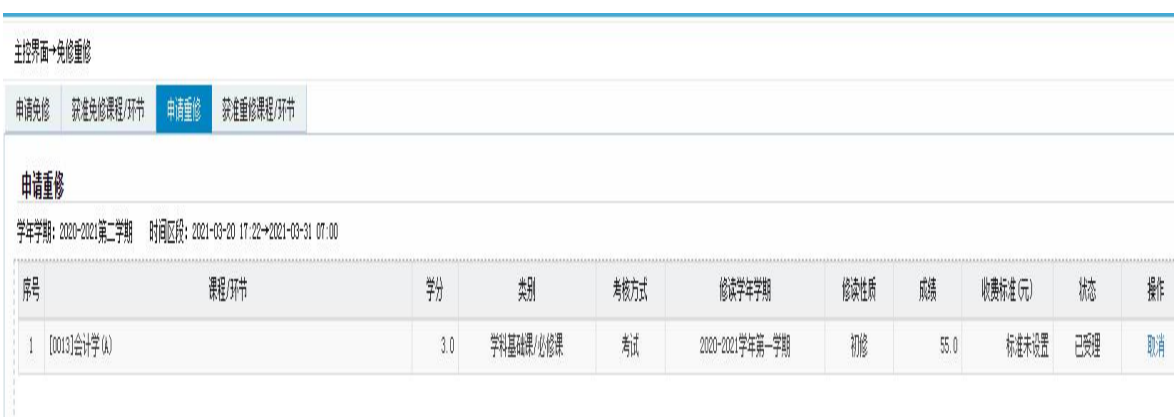 主控界面→免修重修
申请免修 获准免修课程/环节 申请重修 获准重修课程/环节
申请重修
学年学期: 2020-2021第二学期 时间区段: 2021-03-20 17:22→2021-03-31 07:00
序号 课程/环节 学分 类别 考核方式 修读学年学期 修读性质 成绩 收费标准(元) 状态 操作
1 [0013]会计学(A) 3.0 学科基础课/必修课 考试 2020-2021学年第一学期 初修 55.0 标准未设置 已受理 取消